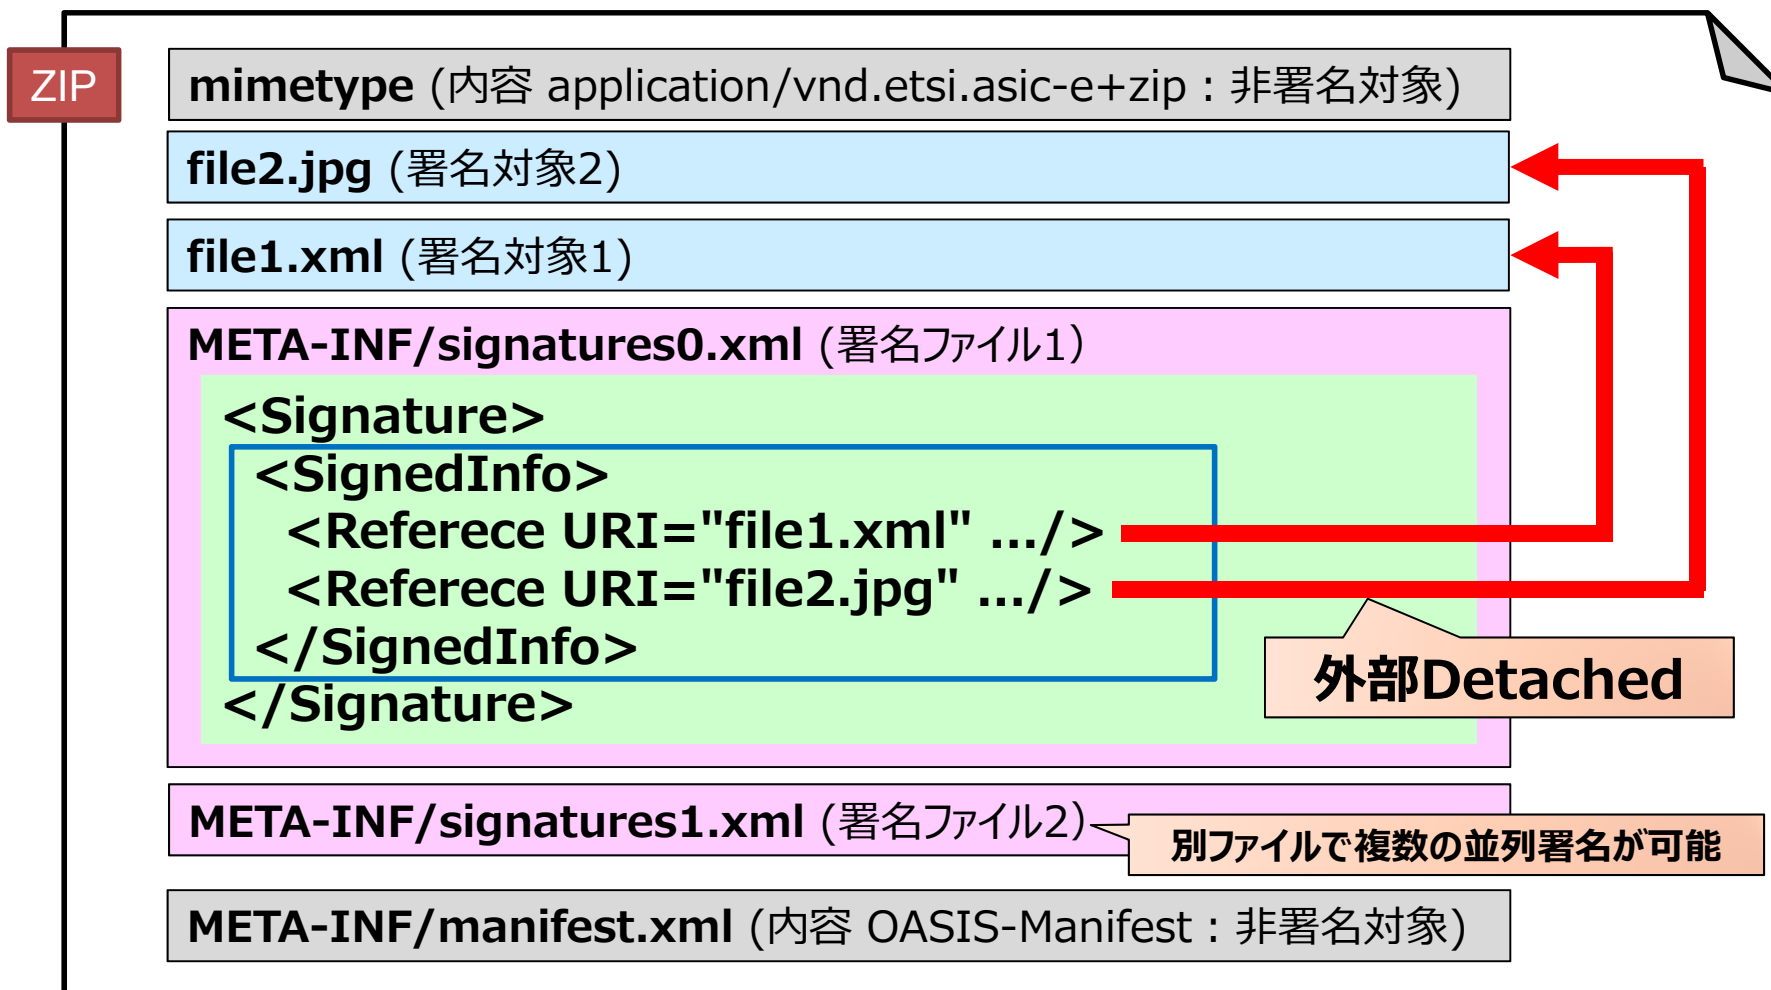 ZIP
mimetype (内容 application/vnd.etsi.asic-e+zip：非署名対象)
file2.jpg (署名対象2)
file1.xml (署名対象1)
META-INF/signatures0.xml (署名ファイル1）
<Signature>
<SignedInfo>
<Referece URI="file1.xml" .../>
<Referece URI="file2.jpg" .../>
</SignedInfo>
</Signature>
外部Detached
META-INF/signatures1.xml (署名ファイル2）
別ファイルで複数の並列署名が可能
META-INF/manifest.xml (内容 OASIS-Manifest：非署名対象)